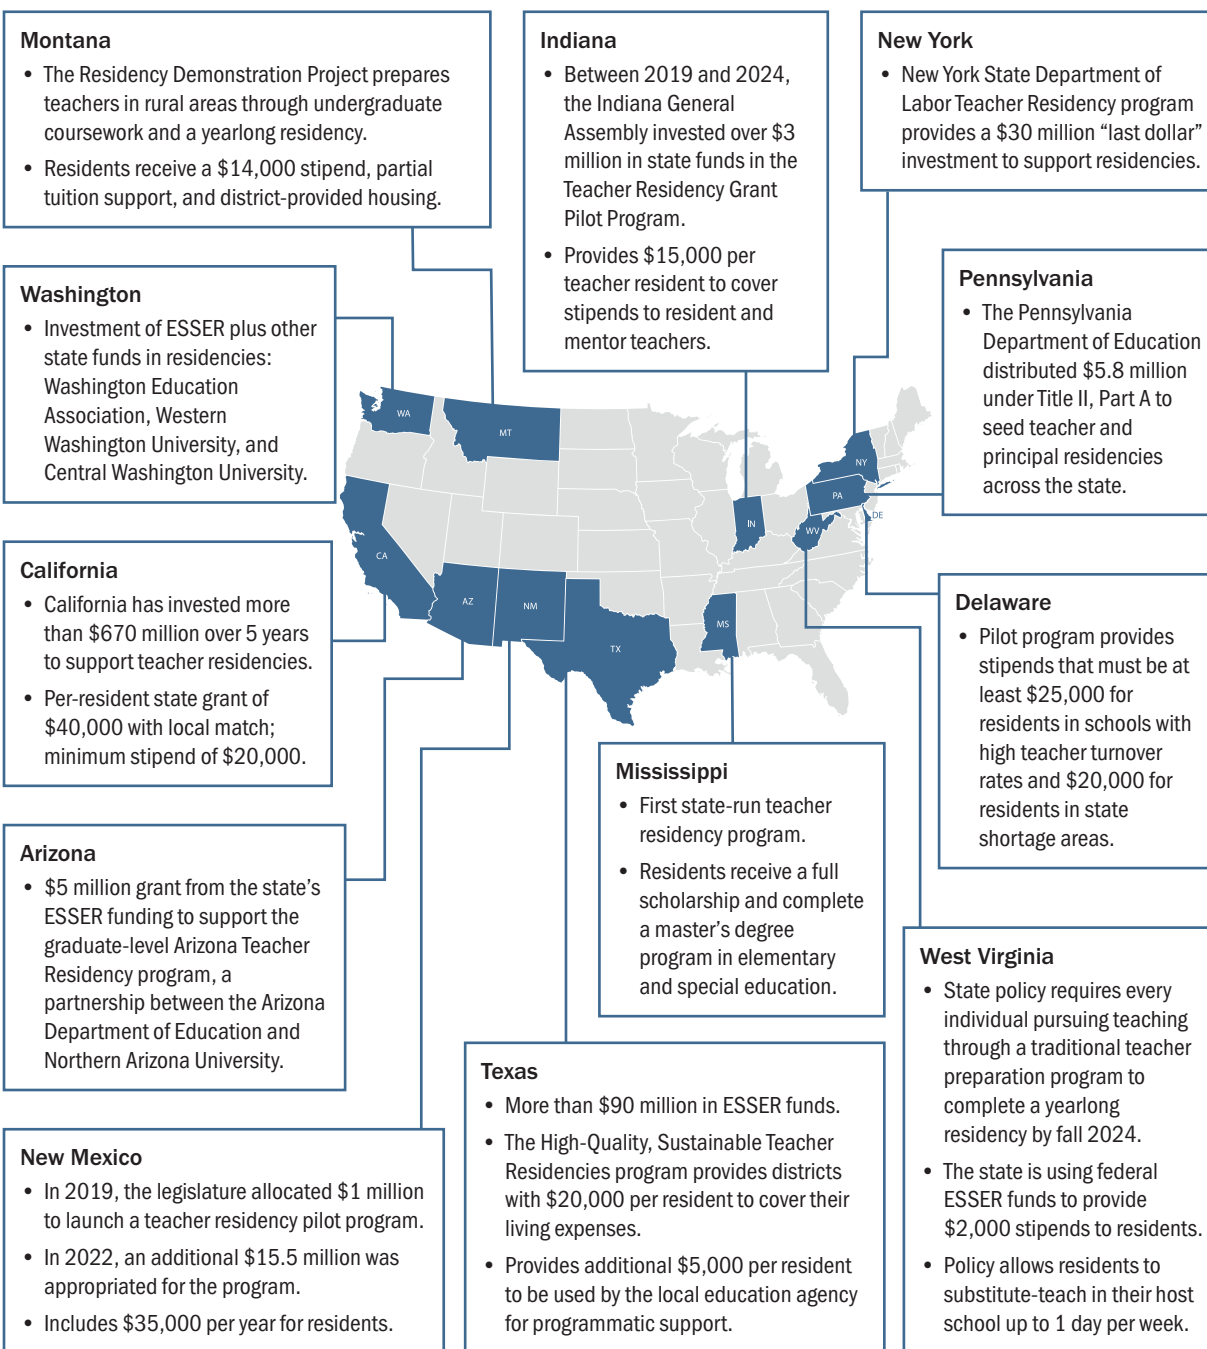 Montana
• The Residency Demonstration Project prepares
teachers in rural areas through undergraduate
coursework and a yearlong residency.
• Residents receive a $14,000 stipend, partial
tuition support, and district-provided housing.
Indiana
• Between 2019 and 2024,
the Indiana General
Assembly invested over $3
million in state funds in the
Teacher Residency Grant
Pilot Program.
• Provides $15,000 per
teacher resident to cover
stipends to resident and
mentor teachers.
New York
• New York State Department of
Labor Teacher Residency program
provides a $30 million “last dollar”
investment to support residencies.
Washington
• Investment of ESSER plus other
state funds in residencies:
Washington Education
Association, Western
Washington University, and
Central Washington University.
Pennsylvania
• The Pennsylvania
Department of Education
distributed $5.8 million
under Title II, Part A to
seed teacher and
principal residencies
across the state.
WA
MT
NY
PA
IN
WV
DE
CA
AZ
NM
TX
MS
California
• California has invested more
than $670 million over 5 years
to support teacher residencies.
• Per-resident state grant of
$40,000 with local match;
minimum stipend of $20,000.
Delaware
• Pilot program provides
stipends that must be at
least $25,000 for
residents in schools with
high teacher turnover
rates and $20,000 for
residents in state
shortage areas.
Mississippi
• First state-run teacher
residency program.
• Residents receive a full
scholarship and complete
a master’s degree
program in elementary
and special education.
Arizona
• $5 million grant from the state’s
ESSER funding to support the
graduate-level Arizona Teacher
Residency program, a
partnership between the Arizona
Department of Education and
Northern Arizona University.
West Virginia
• State policy requires every
individual pursuing teaching
through a traditional teacher
preparation program to
complete a yearlong
residency by fall 2024.
• The state is using federal
ESSER funds to provide
$2,000 stipends to residents.
• Policy allows residents to
substitute-teach in their host
school up to 1 day per week.
Texas
• More than $90 million in ESSER funds.
• The High-Quality, Sustainable Teacher
Residencies program provides districts
with $20,000 per resident to cover their
living expenses.
• Provides additional $5,000 per resident
to be used by the local education agency
for programmatic support.
New Mexico
• In 2019, the legislature allocated $1 million
to launch a teacher residency pilot program.
• In 2022, an additional $15.5 million was
appropriated for the program.
• Includes $35,000 per year for residents.